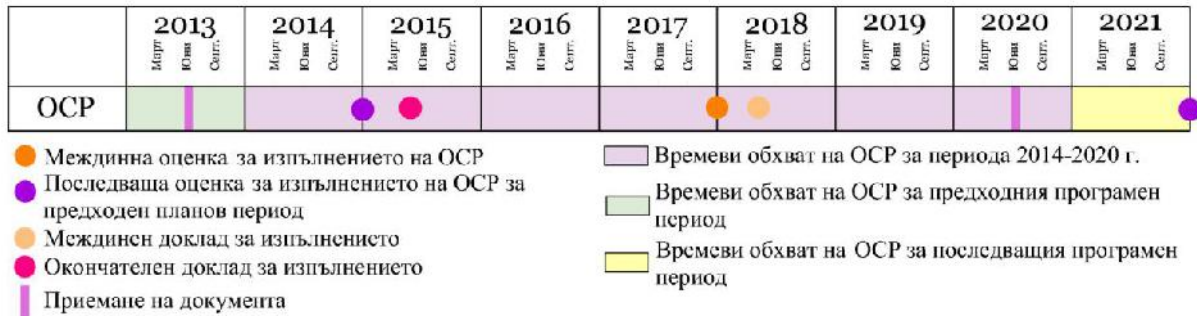 2013 2014 2015 2016 2017 2018 2019 2020 2021
Март Юни Септ. Март Юни Септ. Март Юни Септ. Март Юни Септ. Март Юни Септ. Март Юни Септ. Март Юни Септ. Март Юни Септ. Март Юни Септ.
ОСР
Междинна оценка за изпълнението на ОСР
Последваща оценка за изпълнението на ОСР за
предходен планов период
Междинен доклад за изпълнението
Окончателен доклад за изпълнението
Приемане на документа
Времеви обхват на ОСР за периода 2014-2020 г.
Времеви обхват на ОСР за предходния програмен
период
Времеви обхват на ОСР за последващия програмен
период